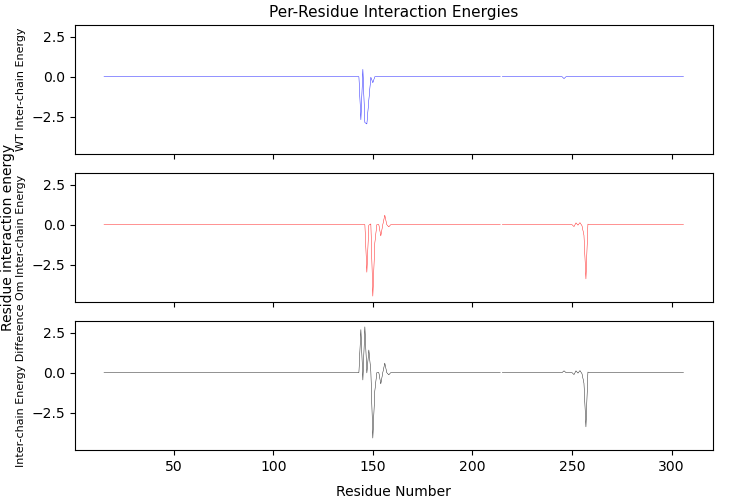 Per-Residue Interaction Energies
Residue interaction energy
WT Inter-chain Energy
2.5
0.0
−2.5
Om Inter-chain Energy
2.5
0.0
−2.5
Inter-chain Energy Difference
2.5
0.0
−2.5
50
100
150
200
250
300
Residue Number